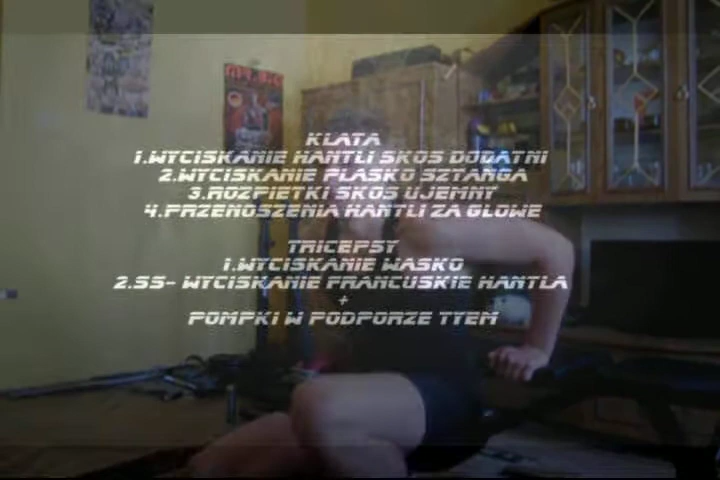 KLATA
1.WYCISKANIE HANTLI SKOS DODATNI
2.WYCISKANIE PLASKO SZTANGA
3.ROZPIETKI SKOS UJEMNY
4.PRZENOSZENIA HANTLI ZA GLOWE
TRICEPSY
1.WYCISKANIE WASKO
2.SS- WYCISKANIE FRANCUSKIE HANTLA
+
POMPKI W PODPORZE TYEM